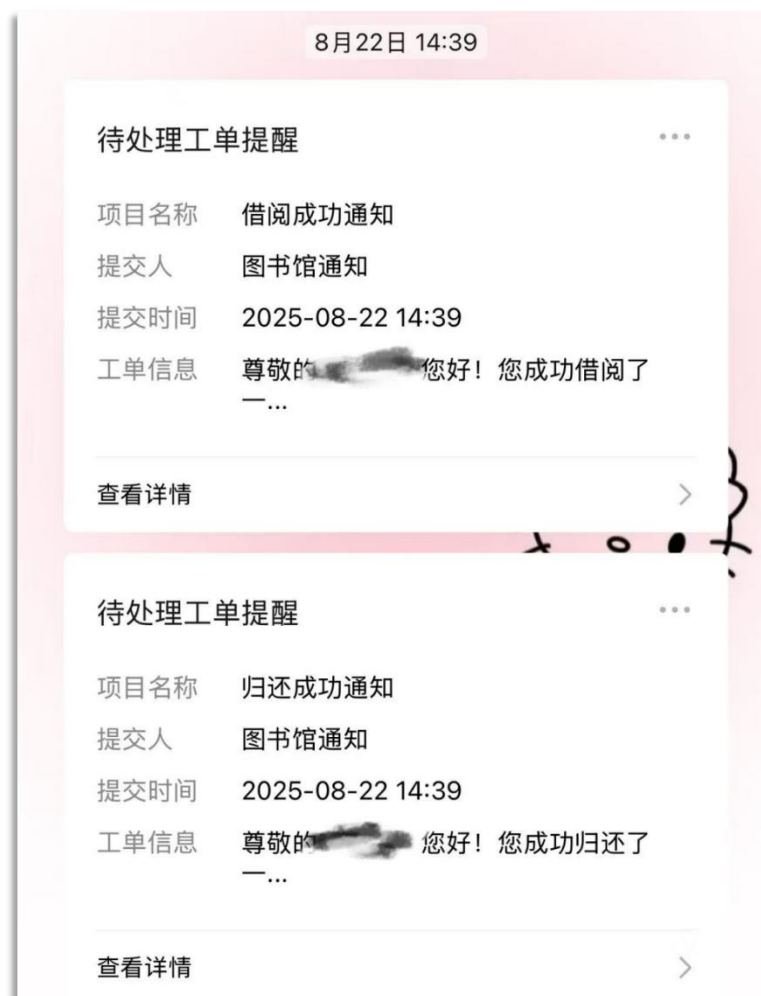 8月22日 14:39
待处理工单提醒
项目名称 借阅成功通知
提交人 图书馆通知
提交时间 2025-08-22 14:39
工单信息 尊敬的 您好！您成功借阅了
一...
查看详情
待处理工单提醒
项目名称 归还成功通知
提交人 图书馆通知
提交时间 2025-08-22 14:39
工单信息 尊敬的 您好！您成功归还了
一...
查看详情